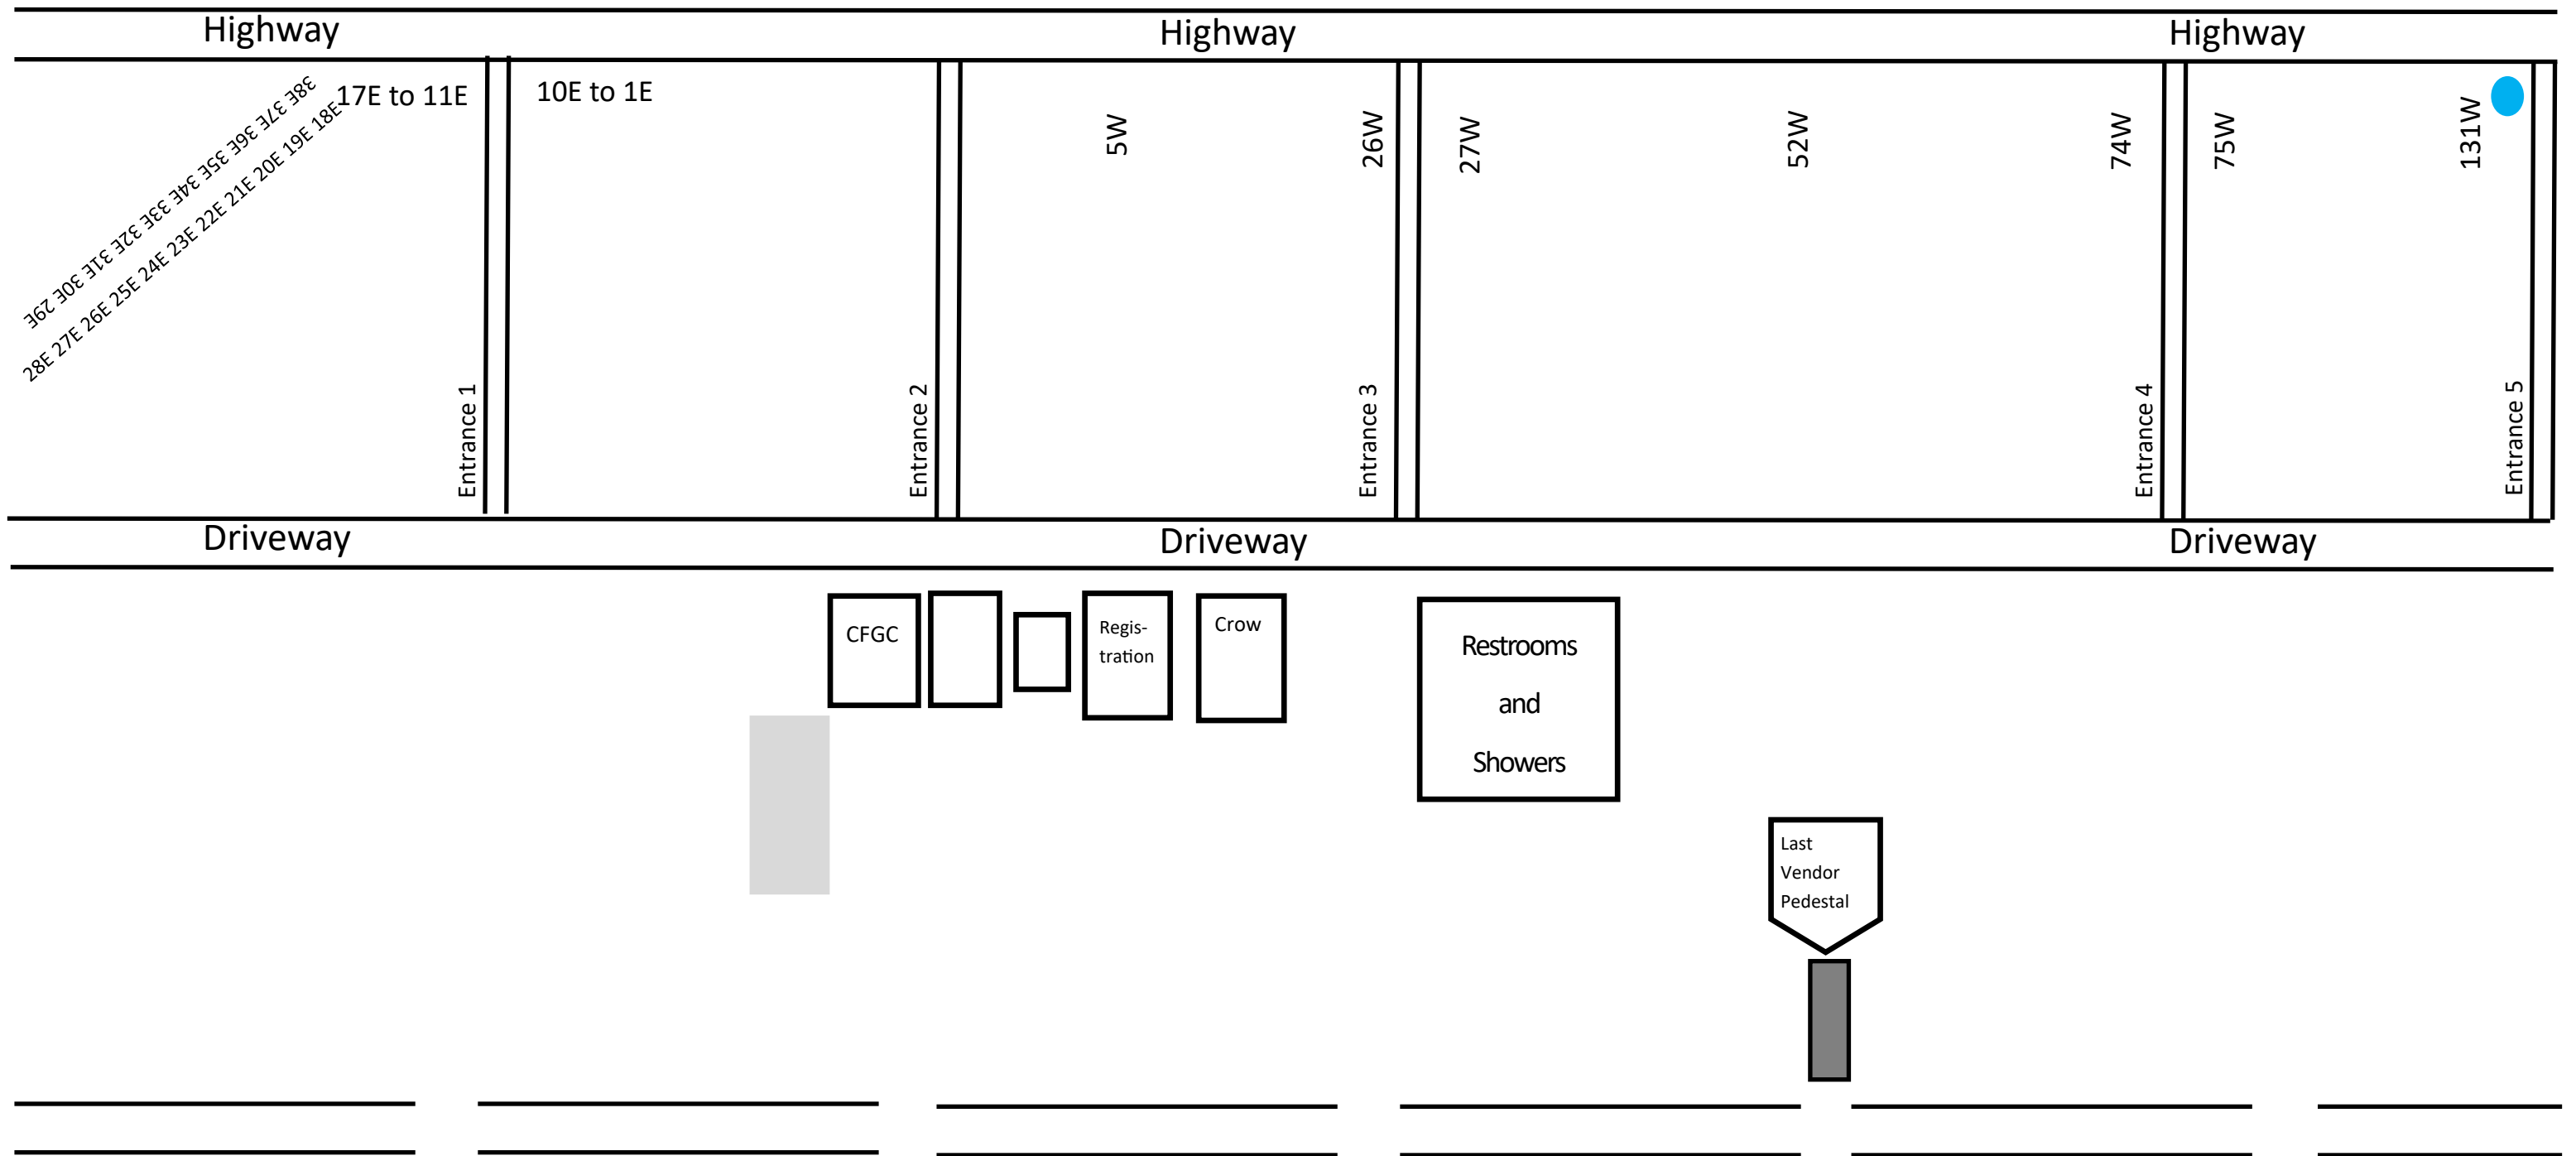 Highway
Highway
Highway
38E 37E 36E 35E 34E 33E 32E 31E 30E 29E
28E 27E 26E 25E 24E 23E 22E 21E 20E 19E 18E
17E to 11E
10E to 1E
5W
26W
27W
52W
74W
75W
131W
Entrance 1
Entrance 2
Entrance 3
Entrance 4
Entrance 5
Driveway
Driveway
Driveway
CFGC
Regis-
tration
Crow
Restrooms
and
Showers
Last
Vendor
Pedestal